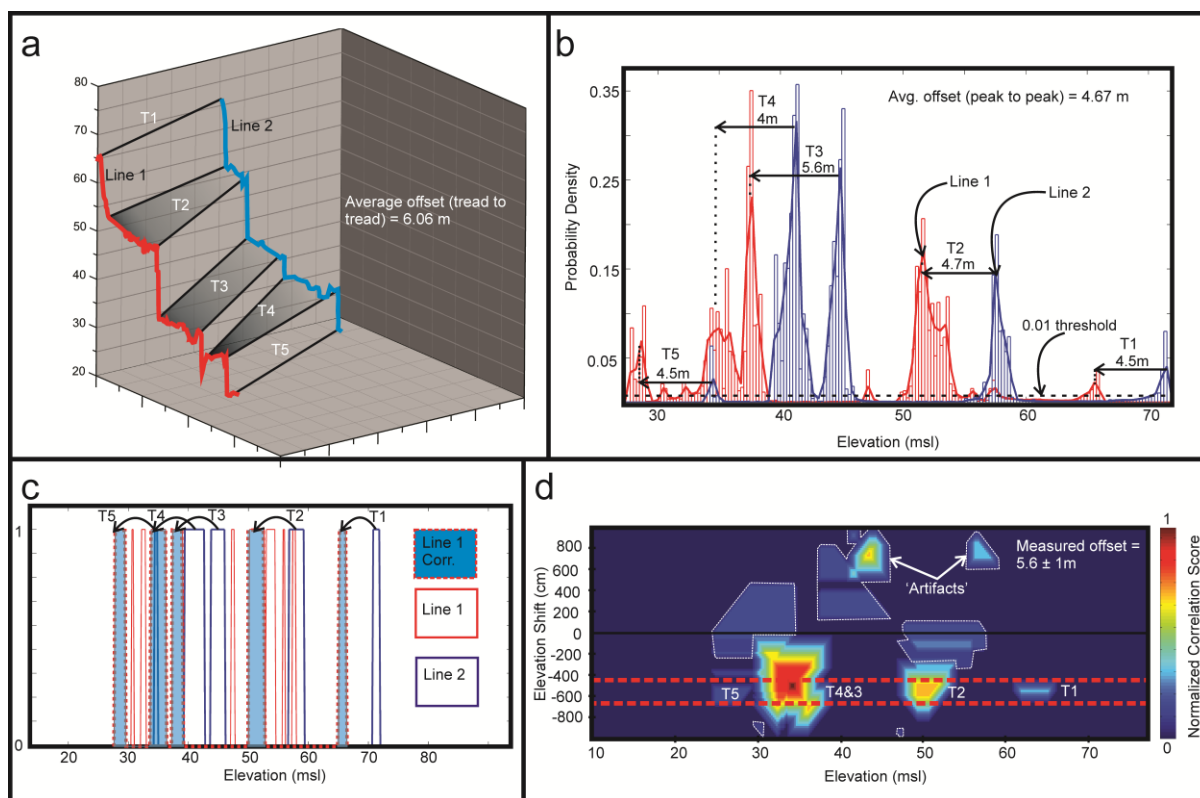 a
80
70
60
50
40
30
20
T1
Line 1
Line 2
T2
T3
T4
T5
Average offset (tread to
tread) = 6.06 m
b
Probability Density
0.35
0.25
0.15
0.05
Avg. offset (peak to peak) = 4.67 m
T4
4m
T3
5.6m
Line 1
Line 2
T2
4.7m
0.01 threshold
T5
4.5m
T1
4.5m
30
40
50
60
70
Elevation (msl)
c
1
0
T5
T4
T3
T2
T1
Line 1
Corr.
Line 1
Line 2
20
30
40
50
60
70
80
Elevation (msl)
d
Elevation Shift (cm)
800
600
400
200
0
-200
-400
-600
-800
Measured offset =
5.6 ± 1m
'Artifacts'
T5
T4&3
T2
T1
10
20
30
40
50
60
70
Elevation (msl)
1
0
Normalized Correlation Score